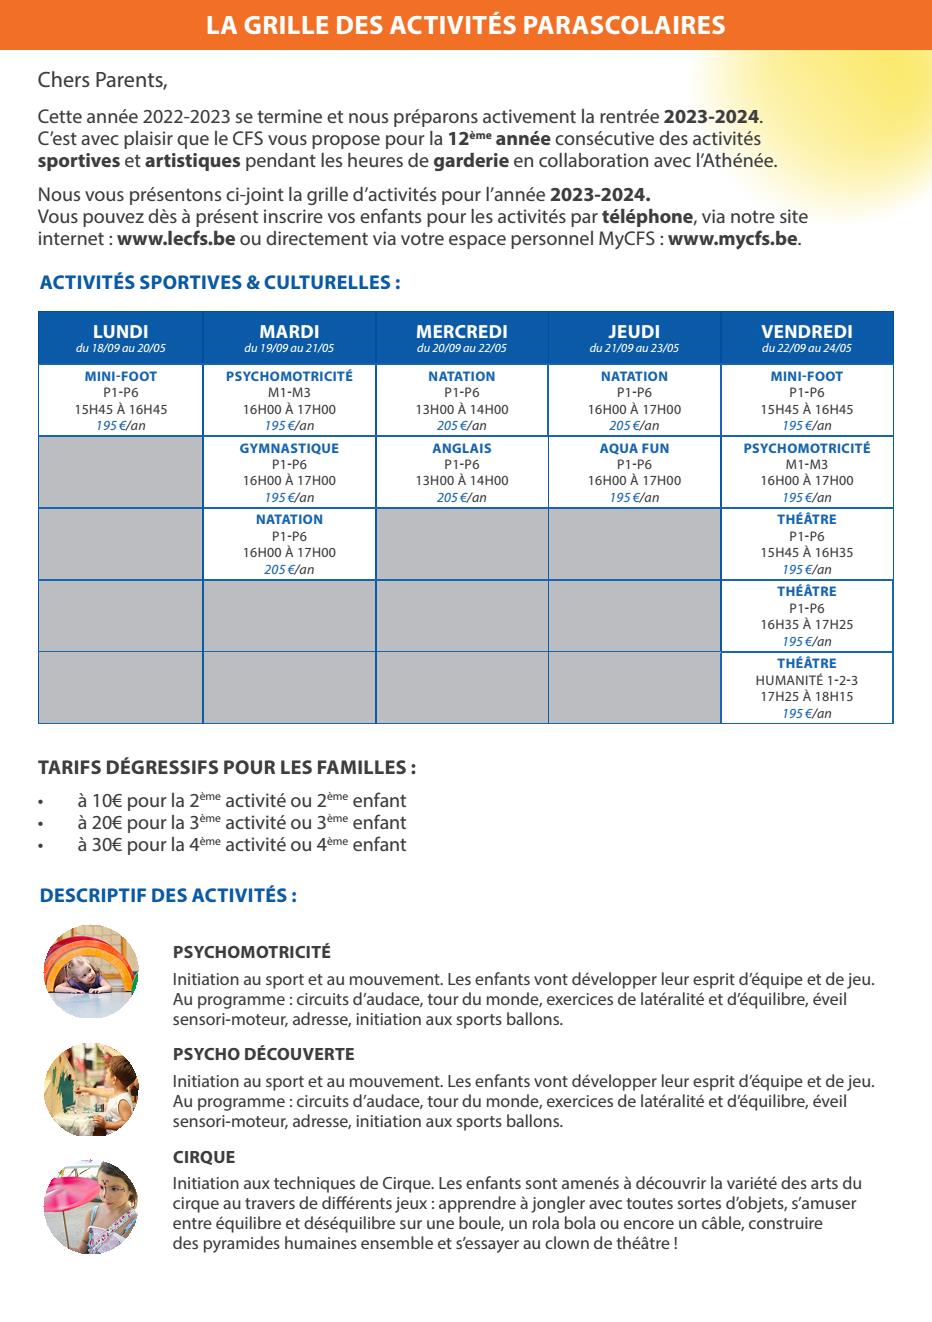 LA GRILLE DES ACTIVITÉS PARASCOLAIRES
Chers Parents,
Cette année 2022-2023 se termine et nous préparons activement la rentrée 2023-2024.
C'est avec plaisir que le CFS vous propose pour la 12ème année consécutive des activités
sportives et artistiques pendant les heures de garderie en collaboration avec l'Athénée.
Nous vous présentons ci-joint la grille d'activités pour l'année 2023-2024.
Vous pouvez dès à présent inscrire vos enfants pour les activités par téléphone, via notre site
internet : www.lecfs.be ou directement via votre espace personnel MyCFS : www.mycfs.be.
ACTIVITÉS SPORTIVES & CULTURELLES :
LUNDI MARDI MERCREDI JEUDI VENDREDI
du 18/09 au 20/05 du 19/09 au 21/05 du 20/09 au 22/05 du 21/09 au 23/05 du 22/09 au 24/05
MINI-FOOT PSYCHOMOTRICITÉ NATATION NATATION MINI-FOOT
P1-P6 M1-M3 P1-P6 P1-P6 P1-P6
15H45 À 16H45 16H00 À 17H00 13H00 À 14H00 16H00 À 17H00 15H45 À 16H45
195 €/an 195 €/an 205 €/an 205 €/an 195 €/an
GYMNASTIQUE ANGLAIS AQUA FUN PSYCHOMOTRICITÉ
P1-P6 P1-P6 P1-P6 M1-M3
16H00 À 17H00 13H00 À 14H00 16H00 À 17H00 16H00 À 17H00
195 €/an 205 €/an 195 €/an 195 €/an
NATATION THÉÂTRE
P1-P6 P1-P6
16H00 À 17H00 15H45 À 16H35
205 €/an 195 €/an
THÉÂTRE
P1-P6
16H35 À 17H25
195 €/an
THÉÂTRE
HUMANITÉ 1-2-3
17H25 À 18H15
195 €/an
TARIFS DÉGRESSIFS POUR LES FAMILLES :
• à 10€ pour la 2ème activité ou 2ème enfant
• à 20€ pour la 3ème activité ou 3ème enfant
• à 30€ pour la 4ème activité ou 4ème enfant
DESCRIPTIF DES ACTIVITÉS :
PSYCHOMOTRICITÉ
Initiation au sport et au mouvement. Les enfants vont développer leur esprit d'équipe et de jeu.
Au programme : circuits d'audace, tour du monde, exercices de latéralité et d'équilibre, éveil
sensori-moteur, adresse, initiation aux sports ballons.
PSYCHO DÉCOUVERTE
Initiation au sport et au mouvement. Les enfants vont développer leur esprit d'équipe et de jeu.
Au programme : circuits d'audace, tour du monde, exercices de latéralité et d'équilibre, éveil
sensori-moteur, adresse, initiation aux sports ballons.
CIRQUE
Initiation aux techniques de Cirque. Les enfants sont amenés à découvrir la variété des arts du
cirque au travers de différents jeux : apprendre à jongler avec toutes sortes d'objets, s'amuser
entre équilibre et déséquilibre sur une boule, un rola bola ou encore un câble, construire
des pyramides humaines ensemble et s'essayer au clown de théâtre !